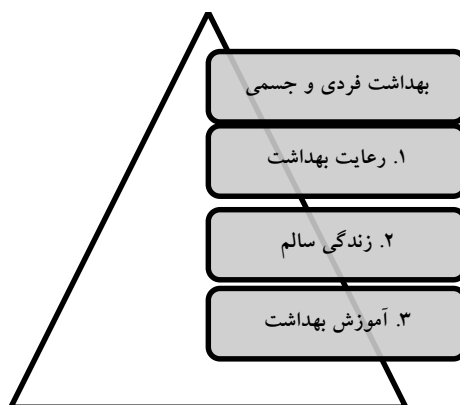 بهداشت فردی و جسمی
۱. رعایت بهداشت
۲. زندگی سالم
۳. آموزش بهداشت